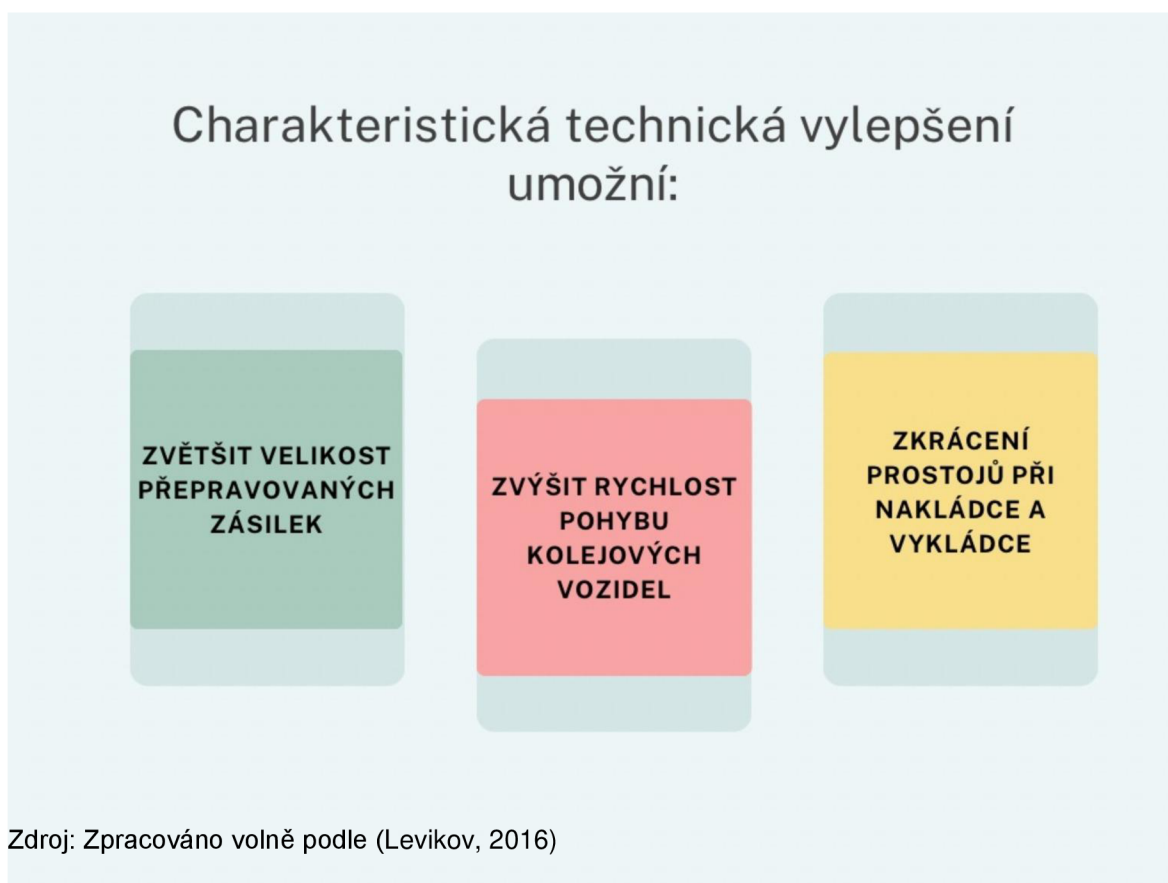 Charakteristická technická vylepšení
umožní:
ZVĚTŠIT VELIKOST
PŘEPRAVOVANÝCH
ZÁSILEK
ZVÝŠIT RYCHLOST
POHYBU
KOLEJOVÝCH
VOZIDEL
ZKRÁCENÍ
PROSTOJŮ PŘI
NAKLÁDCE A
VYKLÁDCE
Zdroj: Zpracováno volně podle (Levikov, 2016)